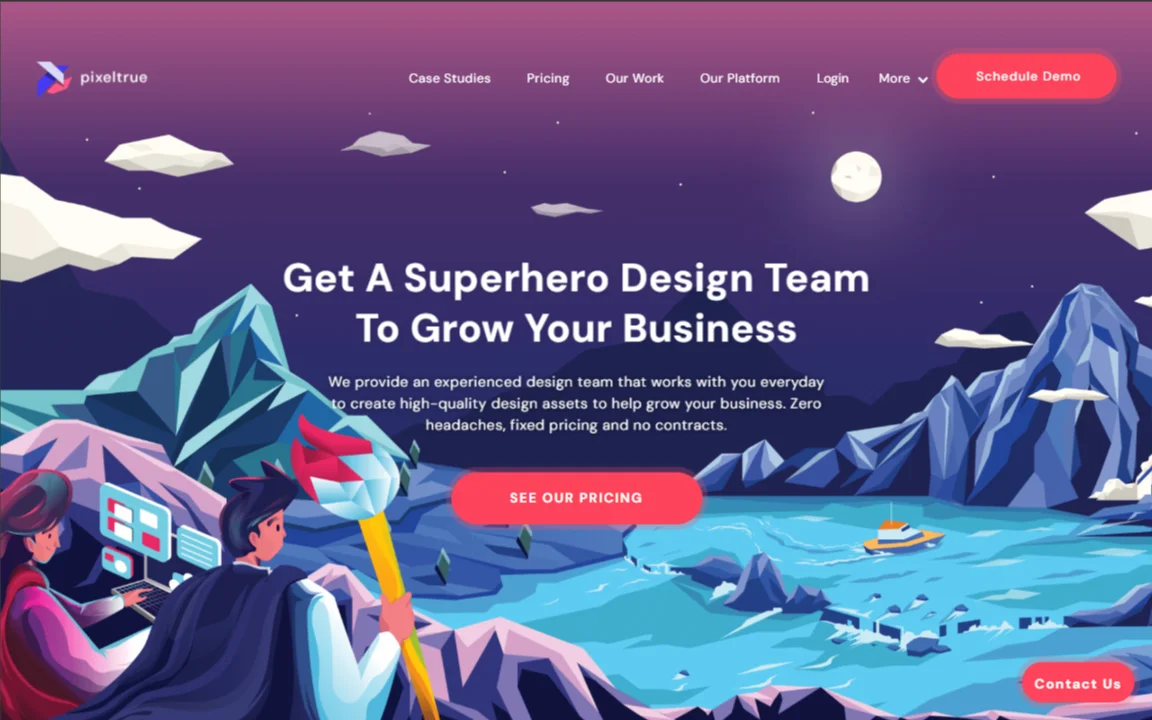 pixeltrue
Case Studies
Pricing
Our Work
Our Platform
Login
More
Schedule Demo
Get A Superhero Design Team
To Grow Your Business
We provide an experienced design team that works with you everyday
to create high-quality design assets to help grow your business. Zero
headaches, fixed pricing and no contracts.
SEE OUR PRICING
Contact Us